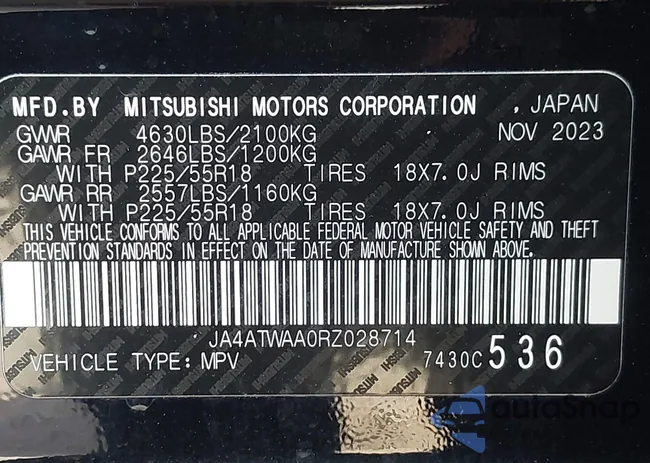 MFD.BY MITSUBISHI MOTORS CORPORATION , JAPAN
GVWR 4630LBS/2100KG NOV 2023
GAWR FR 2646LBS/1200KG
WITH P225/55R18 TIRES 18X7.0J RIMS
GAWR RR 2557LBS/1160KG
WITH P225/55R18 TIRES 18X7.0J RIMS
THIS VEHICLE CONFORMS TO ALL APPLICABLE FEDERAL MOTOR VEHICLE SAFETY AND THEFT
PREVENTION STANDARDS IN EFFECT ON THE DATE OF MANUFACTURE SHOWN ABOVE.
JA4ATWAA0RZ028714
VEHICLE TYPE: MPV 7430C 536
autoSnap